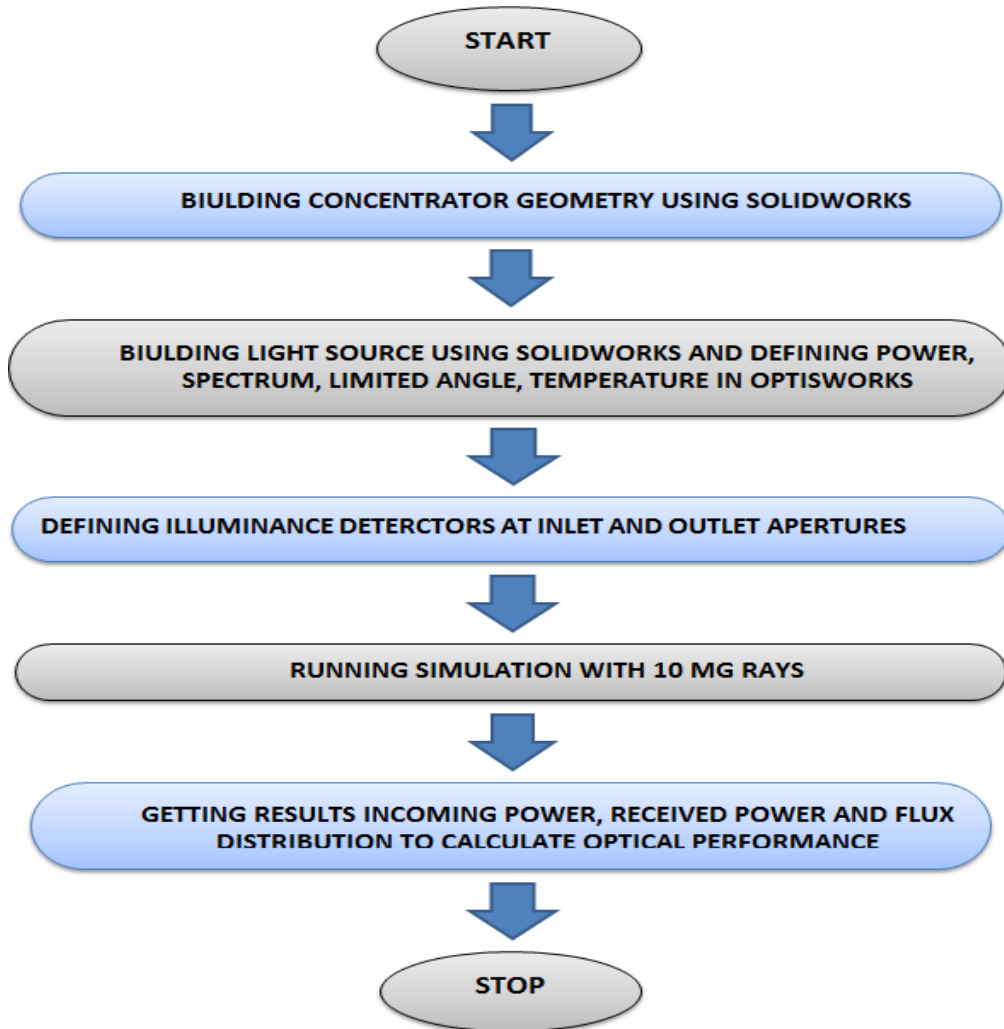 START
BIULDING CONCENTRATOR GEOMETRY USING SOLIDWORKS
BIULDING LIGHT SOURCE USING SOLIDWORKS AND DEFINING POWER,
SPECTRUM, LIMITED ANGLE, TEMPERATURE IN OPTISWORKS
DEFINING ILLUMINANCE DETERCTORS AT INLET AND OUTLET APERTURES
RUNNING SIMULATION WITH 10 MG RAYS
GETTING RESULTS INCOMING POWER, RECEIVED POWER AND FLUX
DISTRIBUTION TO CALCULATE OPTICAL PERFORMANCE
STOP